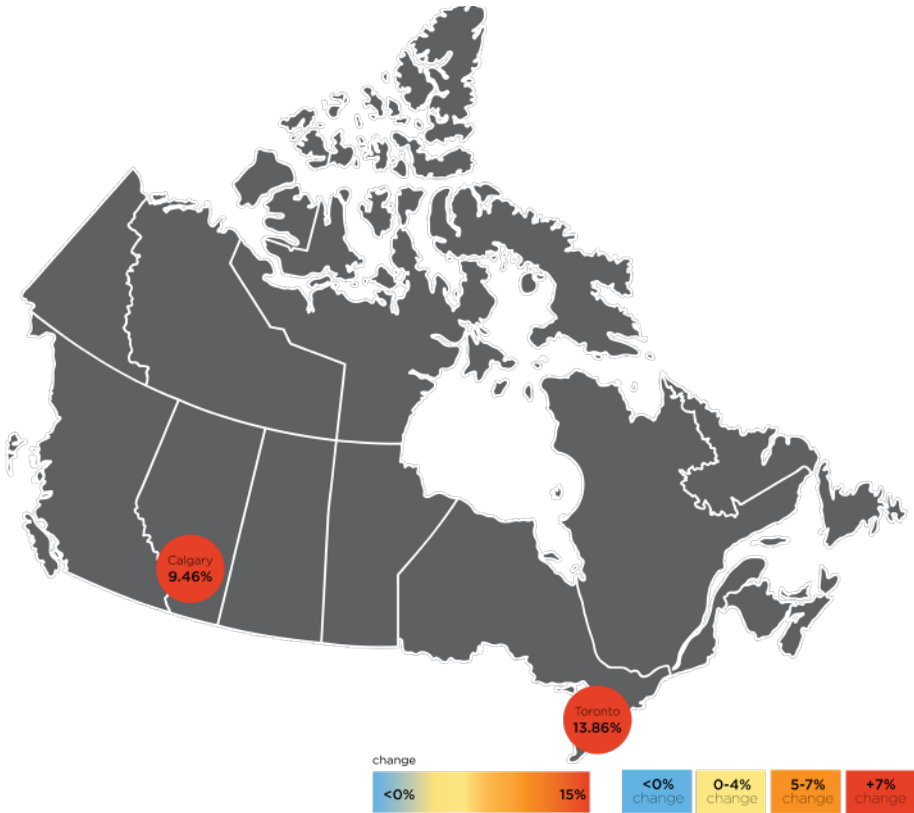 Calgary
9.46%
Toronto
13.86%
change
<0%
15%
<0%
change
0-4%
change
5-7%
change
+7%
change